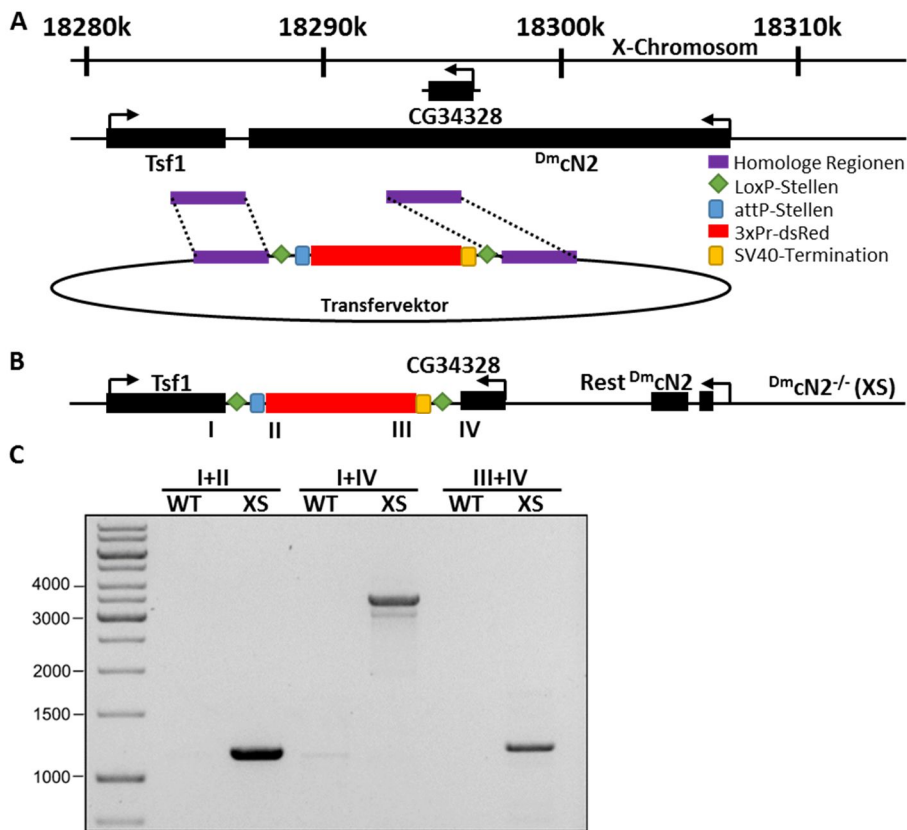 A
18280k 18290k 18300k 18310k
X-Chromosom
CG34328
Tsf1 DmcN2
Homologe Regionen
LoxP-Stellen
attP-Stellen
3xPr-dsRed
SV40-Termination
Transfervektor
B
Tsf1 CG34328 Rest DmcN2 DmcN2-/- (XS)
I II III IV
C
I+II I+IV III+IV
WT XS WT XS WT XS
4000
3000
2000
1500
1000